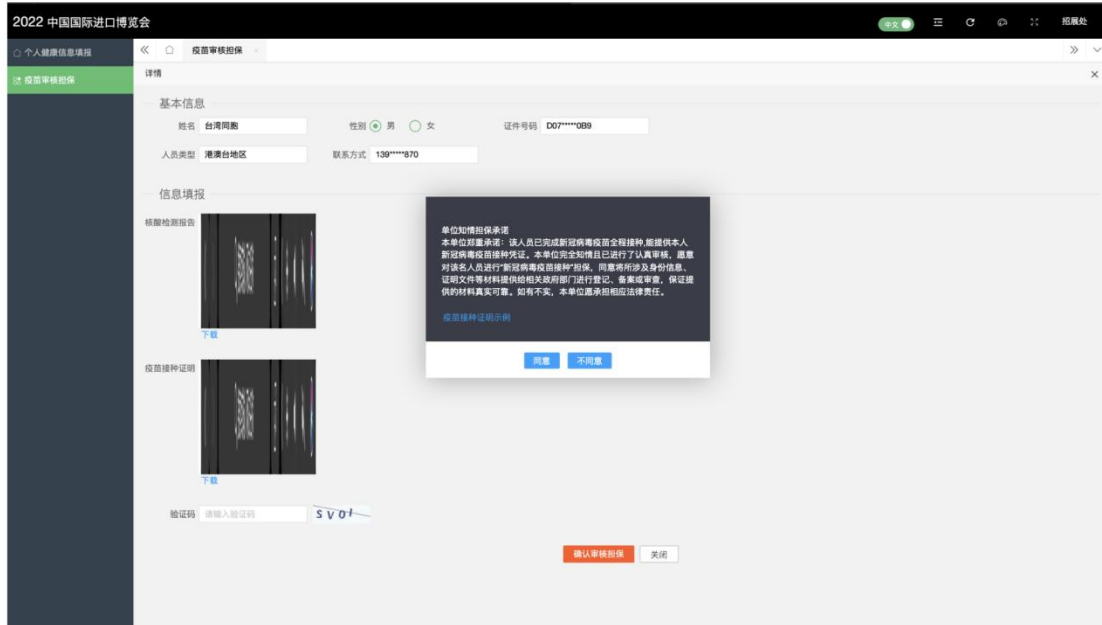 2022 中国国际进口博览会
中文
招展处
个人健康信息填报
疫苗审核担保
疫苗审核担保
详情
基本信息
姓名 台湾同胞 性别 男 女 证件号码 D07*****0B9
人员类型 港澳台地区 联系方式 139*****870
信息填报
核酸检测报告
下载
疫苗接种证明
下载
验证码 请输入验证码 SVOI
单位知情担保承诺
本单位郑重承诺：该人员已完成新冠病毒疫苗全程接种,能提供本人
新冠病毒疫苗接种凭证。本单位完全知情且已进行了认真审核，愿意
对该名人员进行“新冠病毒疫苗接种”担保，同意将所涉及身份信息、
证明文件等材料提供给相关政府部门进行登记、备案或审查，保证提
供的材料真实可靠。如有不实，本单位愿承担相应法律责任。
疫苗接种证明示例
同意 不同意
确认审核担保 关闭